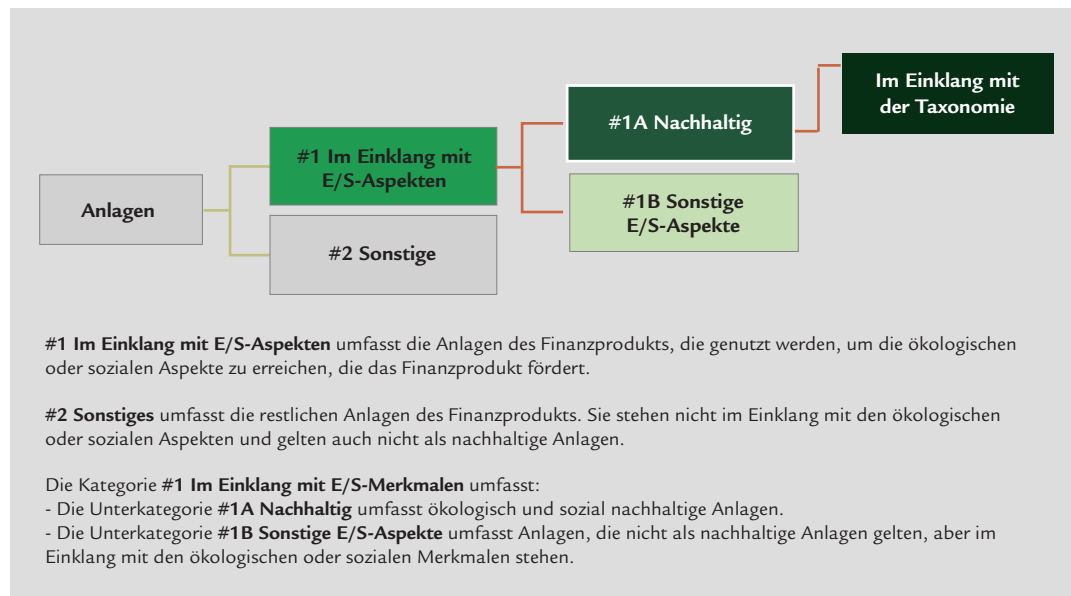 Anlagen
#1 Im Einklang mit
E/S-Aspekten
#2 Sonstige
#1A Nachhaltig
#1B Sonstige
E/S-Aspekte
Im Einklang mit
der Taxonomie
#1 Im Einklang mit E/S-Aspekten umfasst die Anlagen des Finanzprodukts, die genutzt werden, um die ökologischen
oder sozialen Aspekte zu erreichen, die das Finanzprodukt fördert.
#2 Sonstiges umfasst die restlichen Anlagen des Finanzprodukts. Sie stehen nicht im Einklang mit den ökologischen
oder sozialen Aspekten und gelten auch nicht als nachhaltige Anlagen.
Die Kategorie #1 Im Einklang mit E/S-Merkmalen umfasst:
- Die Unterkategorie #1A Nachhaltig umfasst ökologisch und sozial nachhaltige Anlagen.
- Die Unterkategorie #1B Sonstige E/S-Aspekte umfasst Anlagen, die nicht als nachhaltige Anlagen gelten, aber im
Einklang mit den ökologischen oder sozialen Merkmalen stehen.